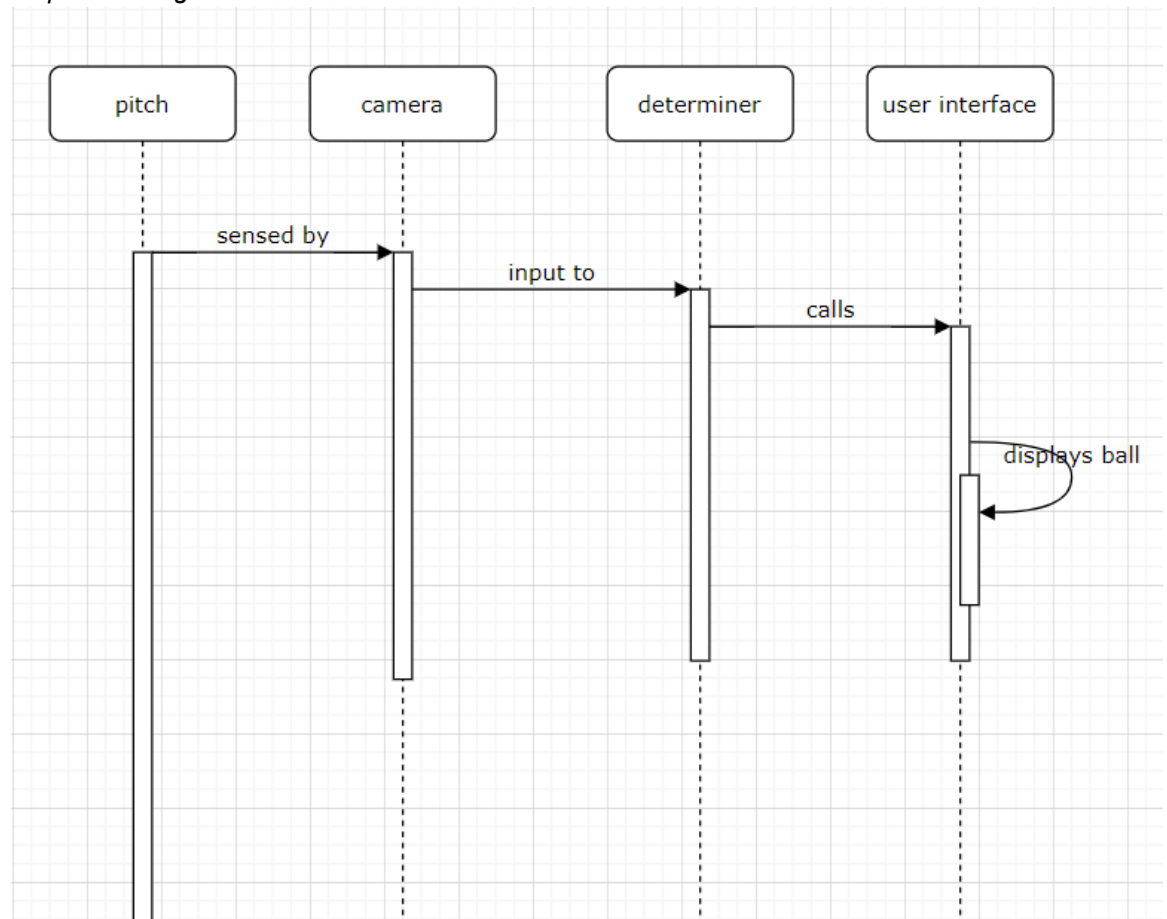 pitch
camera
determiner
user interface
sensed by
input to
calls
displays ball